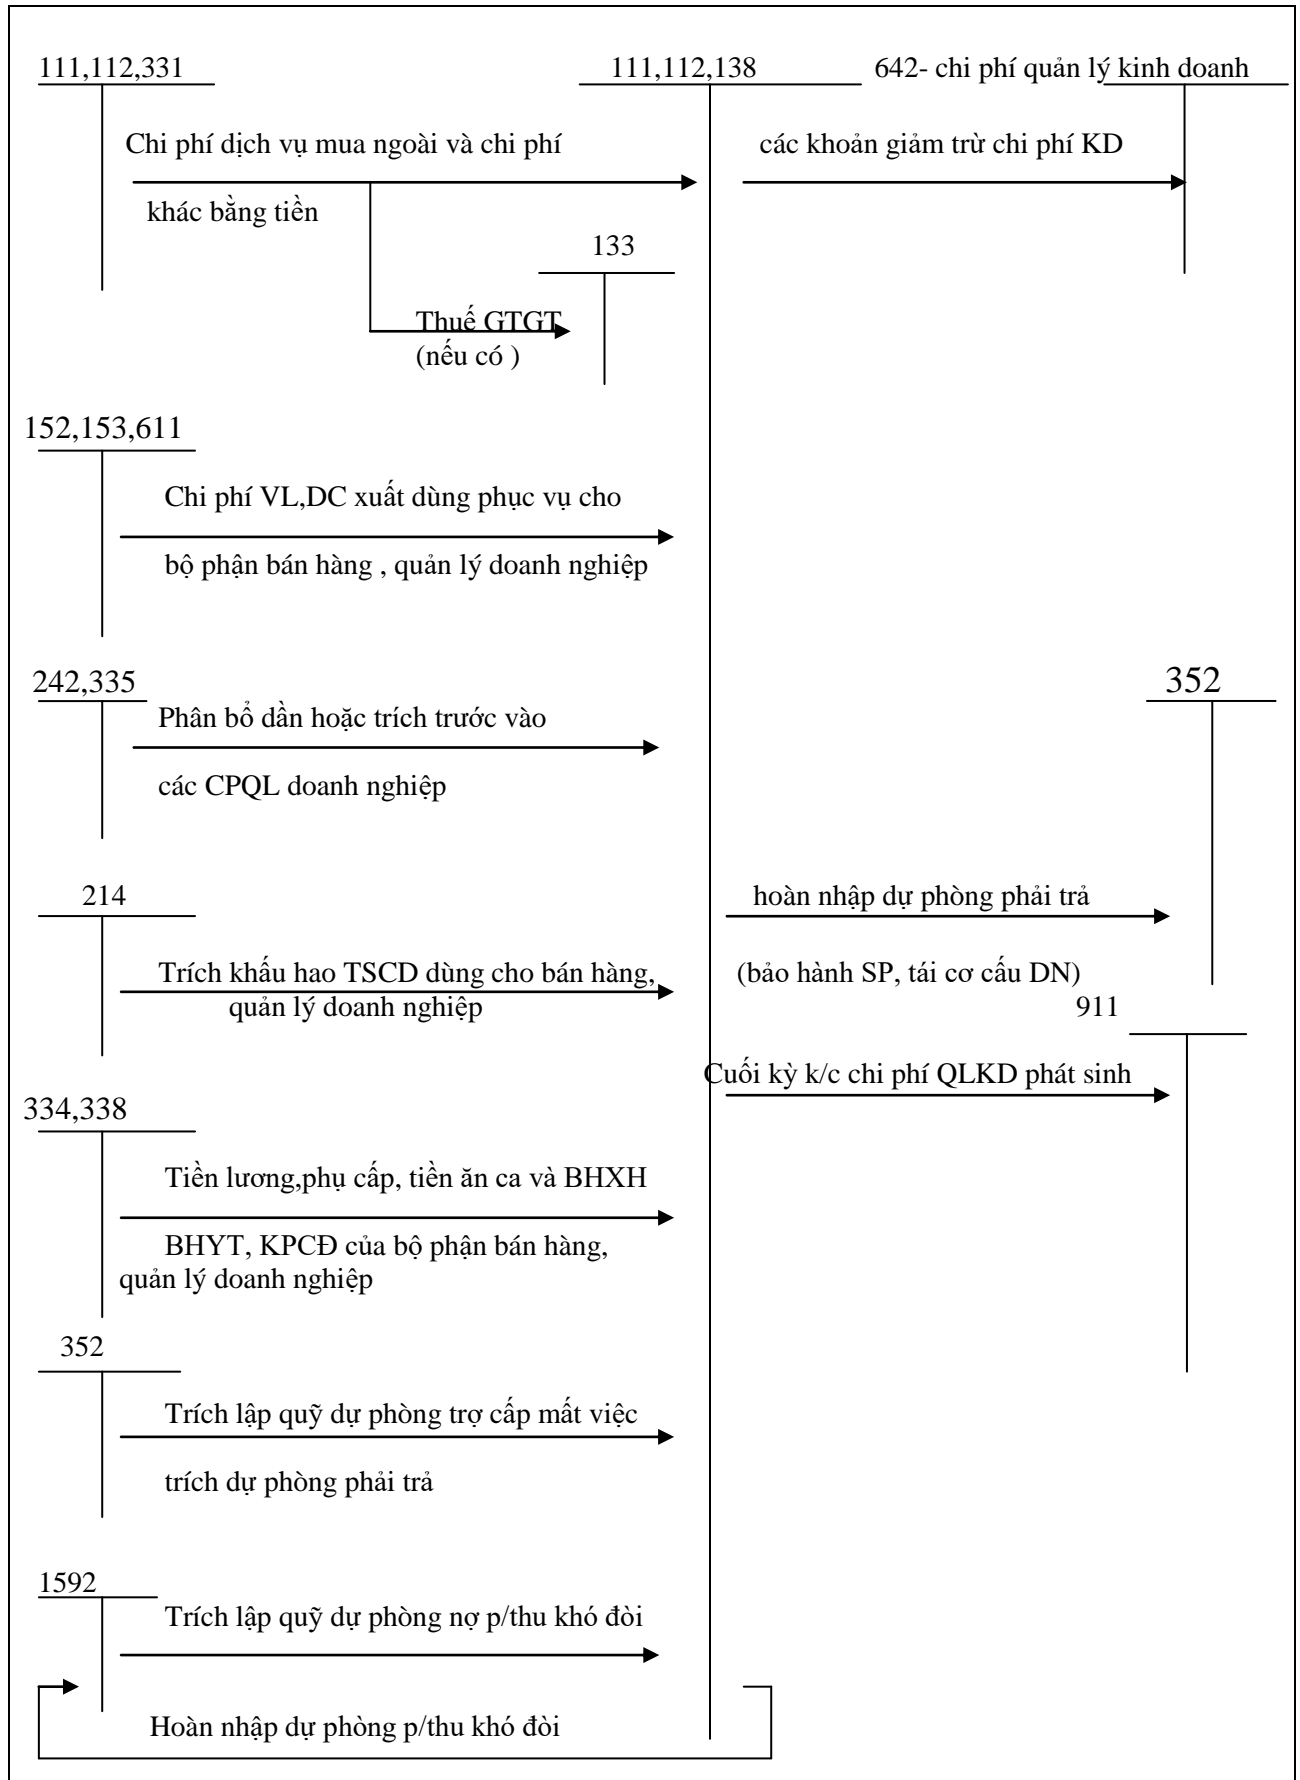 111,112,331
111,112,138
642- chi phí quản lý kinh doanh
Chi phí dịch vụ mua ngoài và chi phí
các khoản giảm trừ chi phí KD
khác bằng tiền
133
Thuế GTGT
(nếu có )
152,153,611
Chi phí VL,DC xuất dùng phục vụ cho
bộ phận bán hàng , quản lý doanh nghiệp
242,335
352
Phân bổ dần hoặc trích trước vào
các CPQL doanh nghiệp
214
hoàn nhập dự phòng phải trả
Trích khấu hao TSCD dùng cho bán hàng,
(bảo hành SP, tái cơ cấu DN)
quản lý doanh nghiệp
911
Cuối kỳ k/c chi phí QLKD phát sinh
334,338
Tiền lương,phụ cấp, tiền ăn ca và BHXH
BHYT, KPCĐ của bộ phận bán hàng,
quản lý doanh nghiệp
352
Trích lập quỹ dự phòng trợ cấp mất việc
trích dự phòng phải trả
1592
Trích lập quỹ dự phòng nợ p/thu khó đòi
Hoàn nhập dự phòng p/thu khó đòi